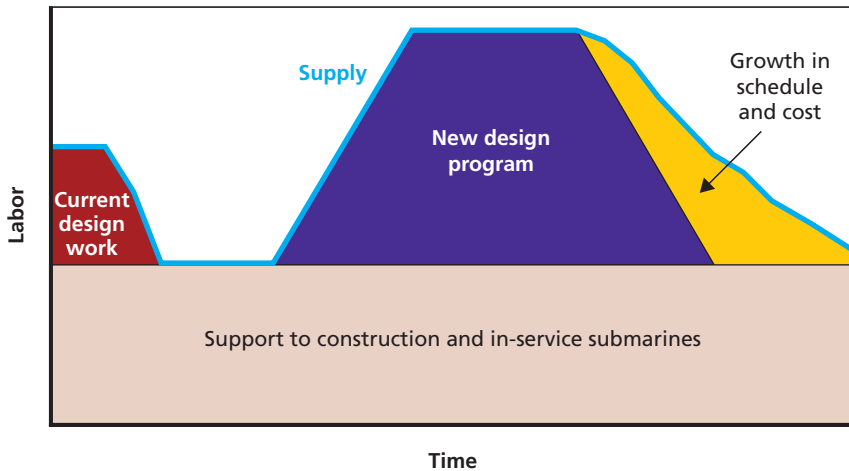 Supply
Growth in
schedule
and cost
New design
program
Current
design
work
Labor
Support to construction and in-service submarines
Time